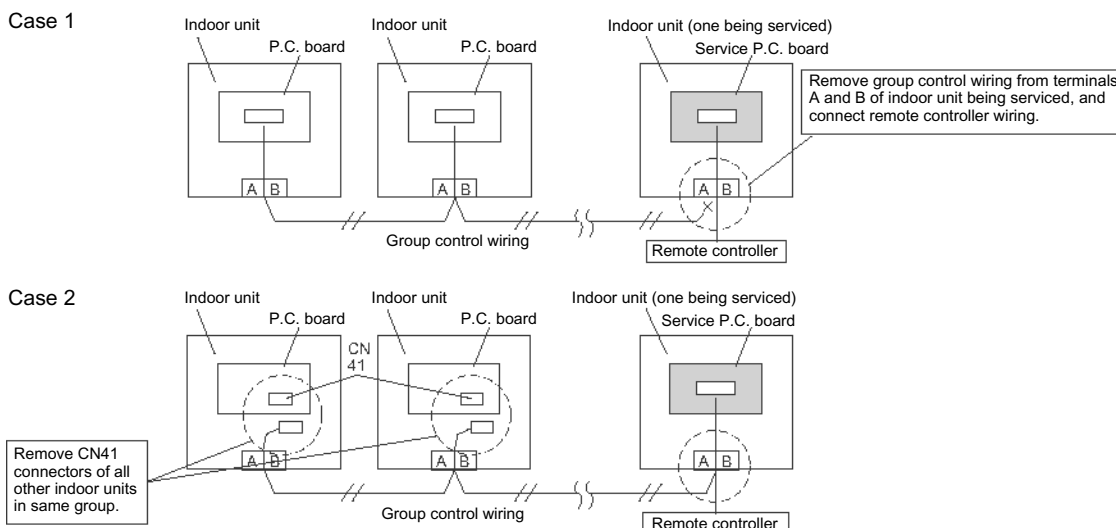 Case 1
Indoor unit
P.C. board
Indoor unit
P.C. board
Indoor unit (one being serviced)
Service P.C. board
Remove group control wiring from terminals
A and B of indoor unit being serviced, and
connect remote controller wiring.
A B
A B
A B
Group control wiring
Remote controller
Case 2
Indoor unit
P.C. board
Indoor unit
P.C. board
Indoor unit (one being serviced)
Service P.C. board
CN
41
Remove CN41
connectors of all
other indoor units
in same group.
A B
A B
A B
Group control wiring
Remote controller